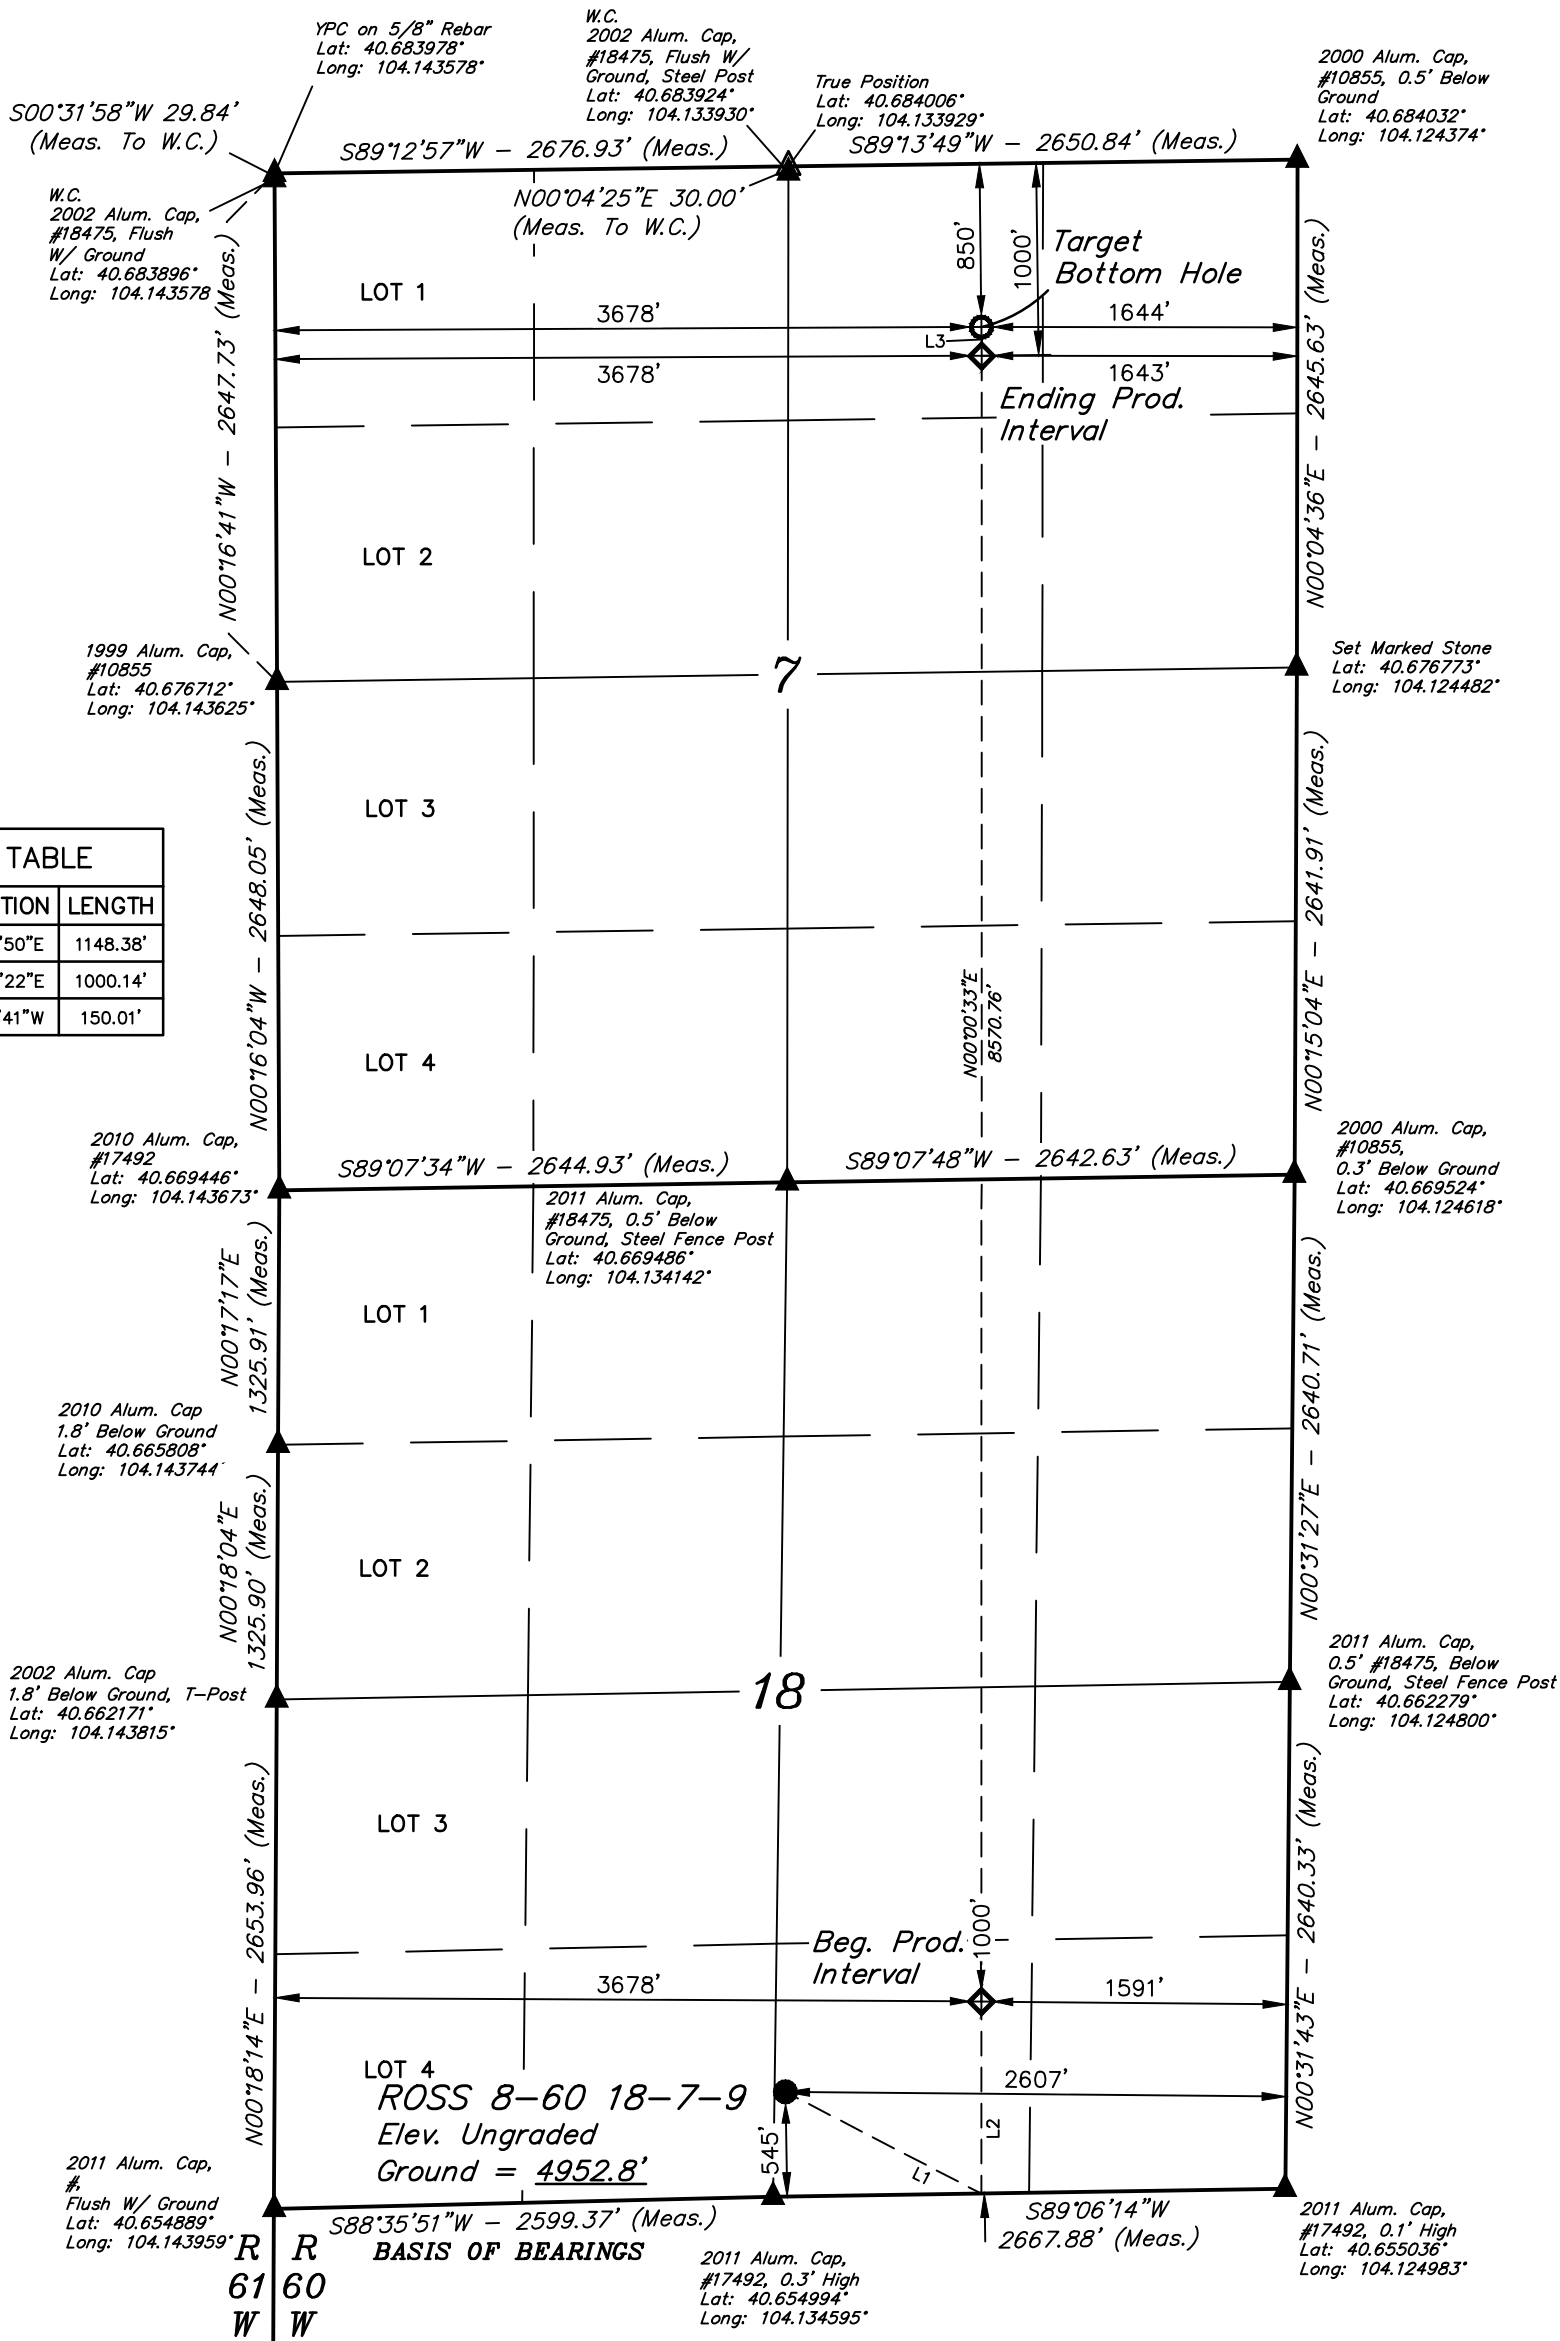 YPC on 5/8" Rebar
Lat: 40.683978°
Long: 104.143578°
W.C.
2002 Alum. Cap,
#18475, Flush W/
Ground, Steel Post
Lat: 40.683924°
Long: 104.133930°
True Position
Lat: 40.684006°
Long: 104.133929°
2000 Alum. Cap,
#10855, 0.5' Below
Ground
Lat: 40.684032°
Long: 104.124374°
S00°31'58"W 29.84'
(Meas. To W.C.)
S89°12'57"W - 2676.93' (Meas.)
S89°13'49"W - 2650.84' (Meas.)
W.C.
2002 Alum. Cap,
#18475, Flush
W/ Ground
Lat: 40.683896°
Long: 104.143578
N00°04'25"E 30.00'
(Meas. To W.C.)
850'
1000'
Target
Bottom Hole
LOT 1
3678'
1644'
L3
3678'
1643'
Ending Prod.
Interval
N00°16'41"W - 2647.73' (Meas.)
N00°04'36"E - 2645.63' (Meas.)
LOT 2
1999 Alum. Cap,
#10855
Lat: 40.676712°
Long: 104.143625°
7
Set Marked Stone
Lat: 40.676773°
Long: 104.124482°
LOT 3
TABLE
TION LENGTH
'50"E 1148.38'
'22"E 1000.14'
'41"W 150.01'
N00°16'04"W - 2648.05' (Meas.)
N00°00'33"E
8570.76'
N00°15'04"E - 2641.91' (Meas.)
LOT 4
2010 Alum. Cap,
#17492
Lat: 40.669446°
Long: 104.143673°
S89°07'34"W - 2644.93' (Meas.)
S89°07'48"W - 2642.63' (Meas.)
2000 Alum. Cap,
#10855,
0.3' Below Ground
Lat: 40.669524°
Long: 104.124618°
2011 Alum. Cap,
#18475, 0.5' Below
Ground, Steel Fence Post
Lat: 40.669486°
Long: 104.134142°
LOT 1
N00°17'17"E
1325.91' (Meas.)
2010 Alum. Cap
1.8' Below Ground
Lat: 40.665808°
Long: 104.143744°
N00°31'27"E - 2640.71' (Meas.)
LOT 2
N00°18'04"E
1325.90' (Meas.)
2002 Alum. Cap
1.8' Below Ground, T-Post
Lat: 40.662171°
Long: 104.143815°
18
2011 Alum. Cap,
0.5' #18475, Below
Ground, Steel Fence Post
Lat: 40.662279°
Long: 104.124800°
LOT 3
N00°18'14"E - 2653.96' (Meas.)
N00°31'43"E - 2640.33' (Meas.)
Beg. Prod.
Interval
1000'
3678'
1591'
LOT 4
ROSS 8-60 18-7-9
Elev. Ungraded
Ground = 4952.8'
2607'
545'
L1
L2
2011 Alum. Cap,
#,
Flush W/ Ground
Lat: 40.654889°
Long: 104.143959°
S88°35'51"W - 2599.37' (Meas.)
BASIS OF BEARINGS
S89°06'14"W
2667.88' (Meas.)
2011 Alum. Cap,
#17492, 0.1' High
Lat: 40.655036°
Long: 104.124983°
2011 Alum. Cap,
#17492, 0.3' High
Lat: 40.654994°
Long: 104.134595°
R R
61 60
W W